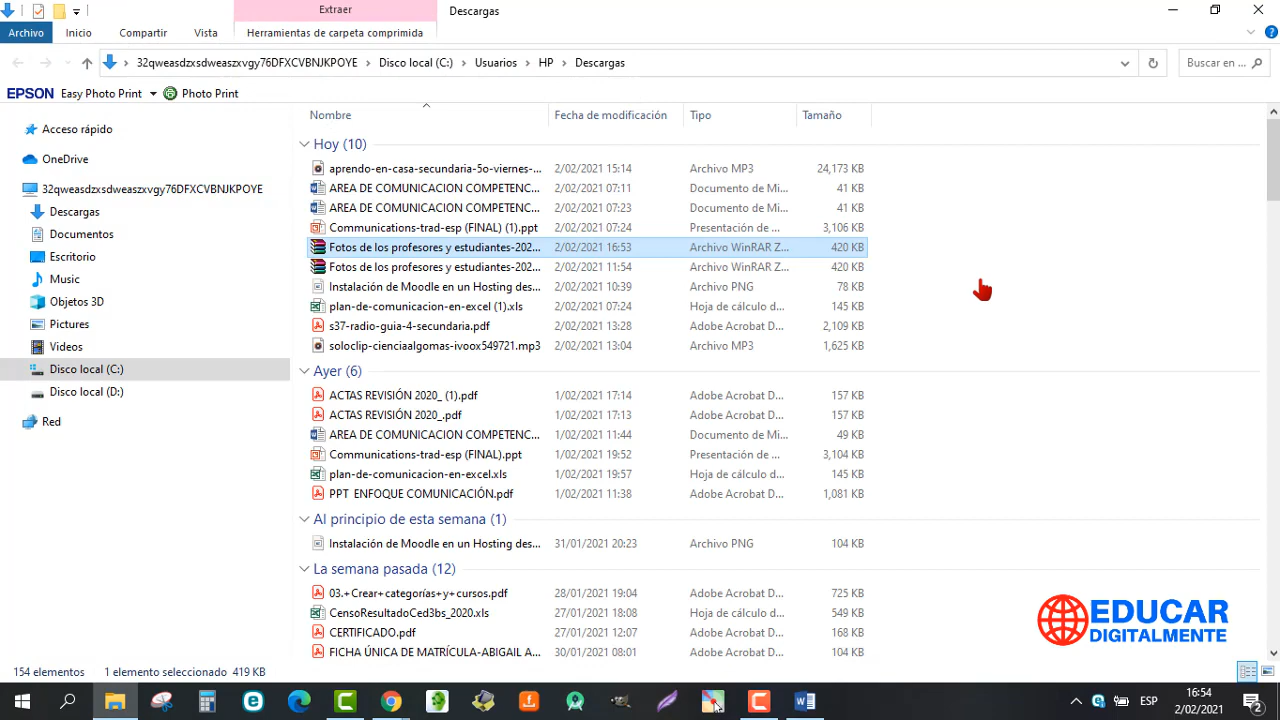 Extraer
Descargas
Archivo
Inicio
Compartir
Vista
Herramientas de carpeta comprimida
32qweasdzxsdweaszxvgy76DFXCVBNJKPOYE > Disco local (C:) > Usuarios > HP > Descargas
Buscar en ...
EPSON Easy Photo Print Photo Print
Acceso rápido
OneDrive
32qweasdzxsdweaszxvgy76DFXCVBNJKPOYE
Descargas
Documentos
Escritorio
Music
Objetos 3D
Pictures
Videos
Disco local (C:)
Disco local (D:)
Red
Nombre Fecha de modificación Tipo Tamaño
Hoy (10)
aprendo-en-casa-secundaria-5o-viernes-... 2/02/2021 15:14 Archivo MP3 24,173 KB
AREA DE COMUNICACION COMPETENC... 2/02/2021 07:11 Documento de Mi... 41 KB
AREA DE COMUNICACION COMPETENC... 2/02/2021 07:23 Documento de Mi... 41 KB
Communications-trad-esp (FINAL) (1).ppt 2/02/2021 07:24 Presentación de ... 3,106 KB
Fotos de los profesores y estudiantes-202... 2/02/2021 16:53 Archivo WinRAR Z... 420 KB
Fotos de los profesores y estudiantes-202... 2/02/2021 11:54 Archivo WinRAR Z... 420 KB
Instalación de Moodle en un Hosting des... 2/02/2021 10:39 Archivo PNG 78 KB
plan-de-comunicacion-en-excel (1).xls 2/02/2021 07:24 Hoja de cálculo d... 145 KB
s37-radio-guia-4-secundaria.pdf 2/02/2021 13:28 Adobe Acrobat D... 2,109 KB
soloclip-cienciaalgomas-ivoox549721.mp3 2/02/2021 13:04 Archivo MP3 1,625 KB
Ayer (6)
ACTAS REVISIÓN 2020_ (1).pdf 1/02/2021 17:14 Adobe Acrobat D... 157 KB
ACTAS REVISIÓN 2020_.pdf 1/02/2021 17:13 Adobe Acrobat D... 157 KB
AREA DE COMUNICACION COMPETENC... 1/02/2021 11:44 Documento de Mi... 49 KB
Communications-trad-esp (FINAL).ppt 1/02/2021 19:52 Presentación de ... 3,104 KB
plan-de-comunicacion-en-excel.xls 1/02/2021 19:57 Hoja de cálculo d... 145 KB
PPT ENFOQUE COMUNICACIÓN.pdf 1/02/2021 11:38 Adobe Acrobat D... 1,081 KB
Al principio de esta semana (1)
Instalación de Moodle en un Hosting des... 31/01/2021 20:23 Archivo PNG 104 KB
La semana pasada (12)
03.+Crear+categorías+y+cursos.pdf 28/01/2021 19:04 Adobe Acrobat D... 725 KB
CensoResultadoCed3bs_2020.xls 27/01/2021 18:08 Hoja de cálculo d... 549 KB
CERTIFICADO.pdf 27/01/2021 12:07 Adobe Acrobat D... 168 KB
FICHA ÚNICA DE MATRÍCULA-ABIGAIL A... 30/01/2021 08:01 Adobe Acrobat D... 104 KB
EDUCAR
DIGITALMENTE
154 elementos 1 elemento seleccionado 419 KB
ESP
16:54
2/02/2021
2